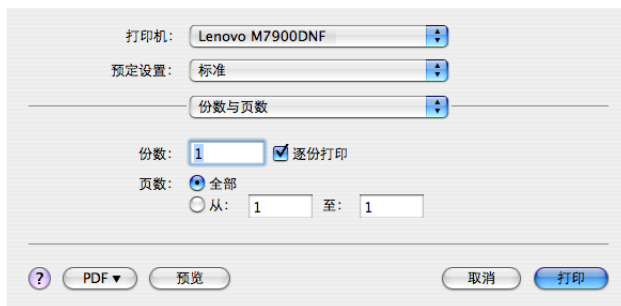 打印机: Lenovo M7900DNF
预定设置: 标准
份数与页数
份数: 1 逐份打印
页数: 全部
从: 1 至: 1
? PDF▼ 预览 取消 打印